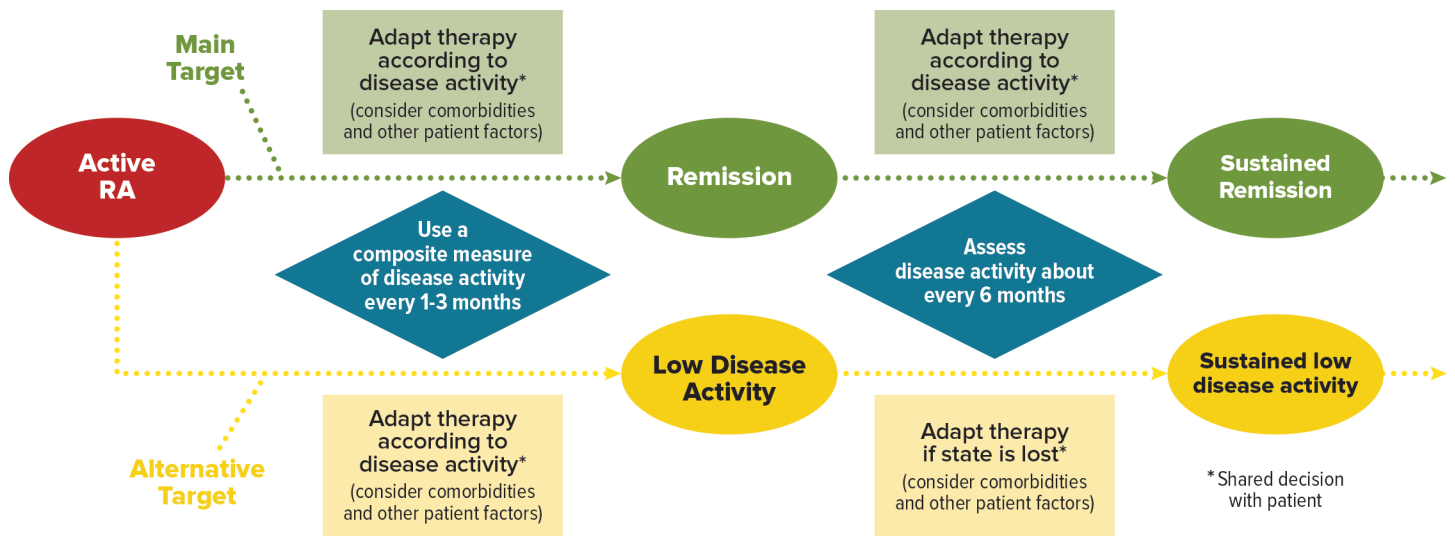 Main
Target
Adapt therapy
according to
disease activity*
(consider comorbidities
and other patient factors)
Adapt therapy
according to
disease activity*
(consider comorbidities
and other patient factors)
Active
RA
Remission
Sustained
Remission
Use a
composite measure
of disease activity
every 1-3 months
Assess
disease activity about
every 6 months
Low Disease
Activity
Sustained low
disease activity
Alternative
Target
Adapt therapy
according to
disease activity*
(consider comorbidities
and other patient factors)
Adapt therapy
if state is lost*
(consider comorbidities
and other patient factors)
*Shared decision
with patient